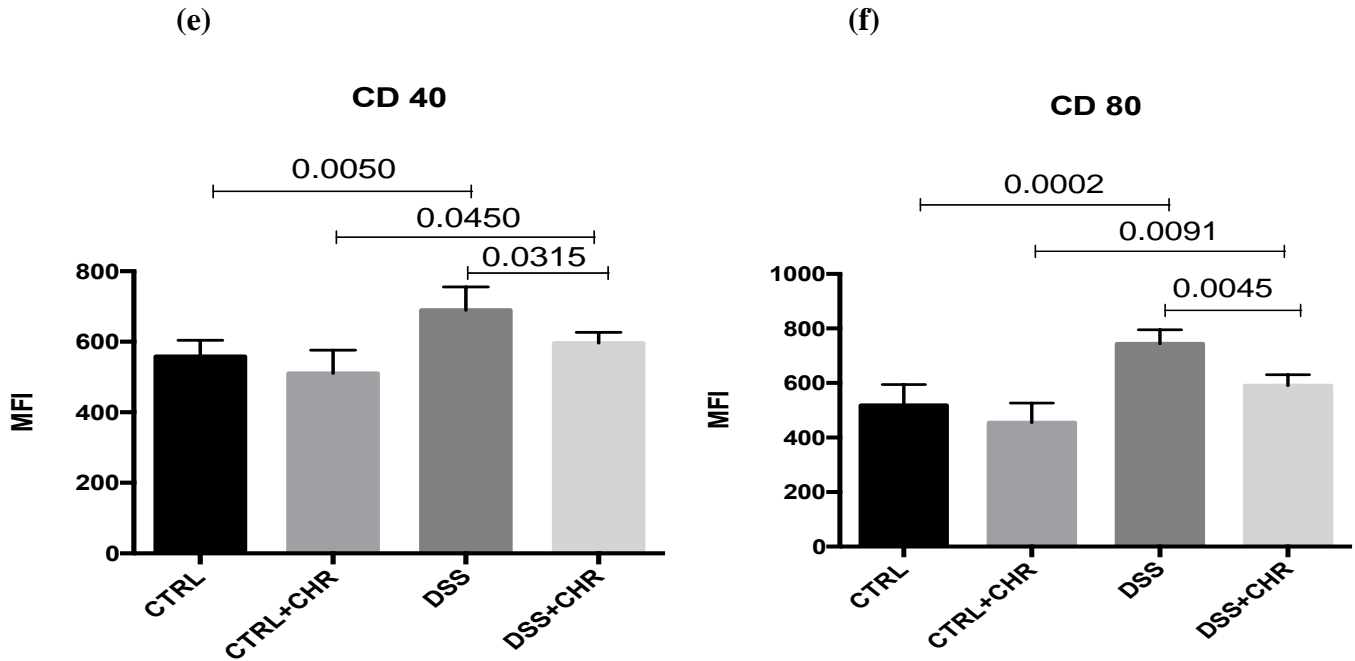 (e)
CD 40
0.0050
0.0450
0.0315
800
600
400
200
0
MFI
CTRL
CTRL+CHR
DSS
DSS+CHR
(f)
CD 80
0.0002
0.0091
0.0045
1000
800
600
400
200
0
MFI
CTRL
CTRL+CHR
DSS
DSS+CHR